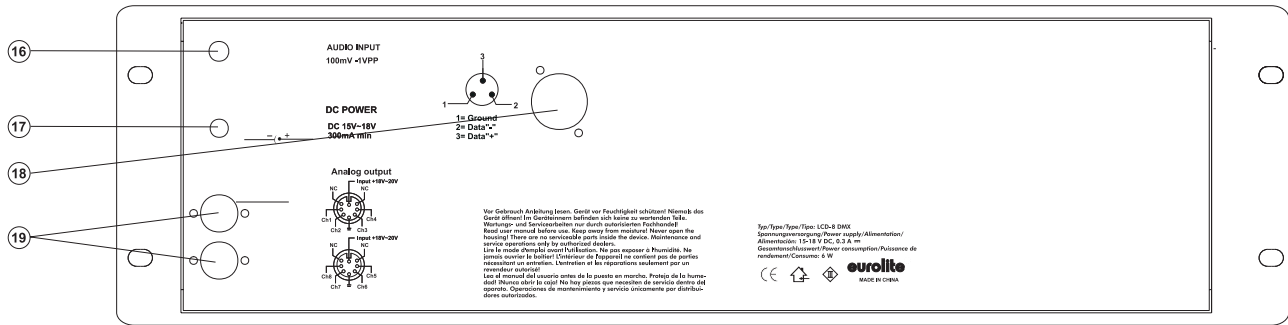 16
AUDIO INPUT
100mV -1VPP
3
1
2
1= Ground
2= Data"-"
3= Data"+"
17
DC POWER
DC 15V~18V
300mA min
− +
18
Analog output
Input +18V~20V
NC NC
Ch1 Ch4
Ch2 Ch3
19
Input +18V~20V
NC NC
Ch8 Ch5
Ch7 Ch6
Vor Gebrauch Anleitung lesen. Gerät vor Feuchtigkeit schützen! Niemals das
Gerät öffnen! Im Geräteinnern befinden sich keine zu wartenden Teile.
Wartungs- und Servicearbeiten nur durch autorisierten Fachhandel!
Read user manual before use. Keep away from moisture! Never open the
housing! There are no serviceable parts inside the device. Maintenance and
service operations only by authorized dealers.
Lire le mode d'emploi avant l'utilisation. Ne pas exposer à l'humidité. Ne
jamais ouvrier le boîtier! L'intérieur de l'appareil ne contient pas de parties
nécessitant un entretien. L'entretien et les réparations seulement par un
revendeur autorisé!
Lea el manual del usuario antes de la puesta en marcha. Proteja de la hume-
dad! ¡Nunca abrir la caja! No hay piezas que necesiten de servicio dentro del
aparato. Operaciones de mantenimiento y servicio únicamente por distribui-
dores autorizados.
Typ/Type/Type/Tipo: LCD-8 DMX
Spannungsversorgung/Power supply/Alimentation/
Alimentación: 15-18 V DC, 0.3 A ⎓
Gesamtanschlusswert/Power consumption/Puissance de
rendement/Consumo: 6 W
CE
eurolite
MADE IN CHINA